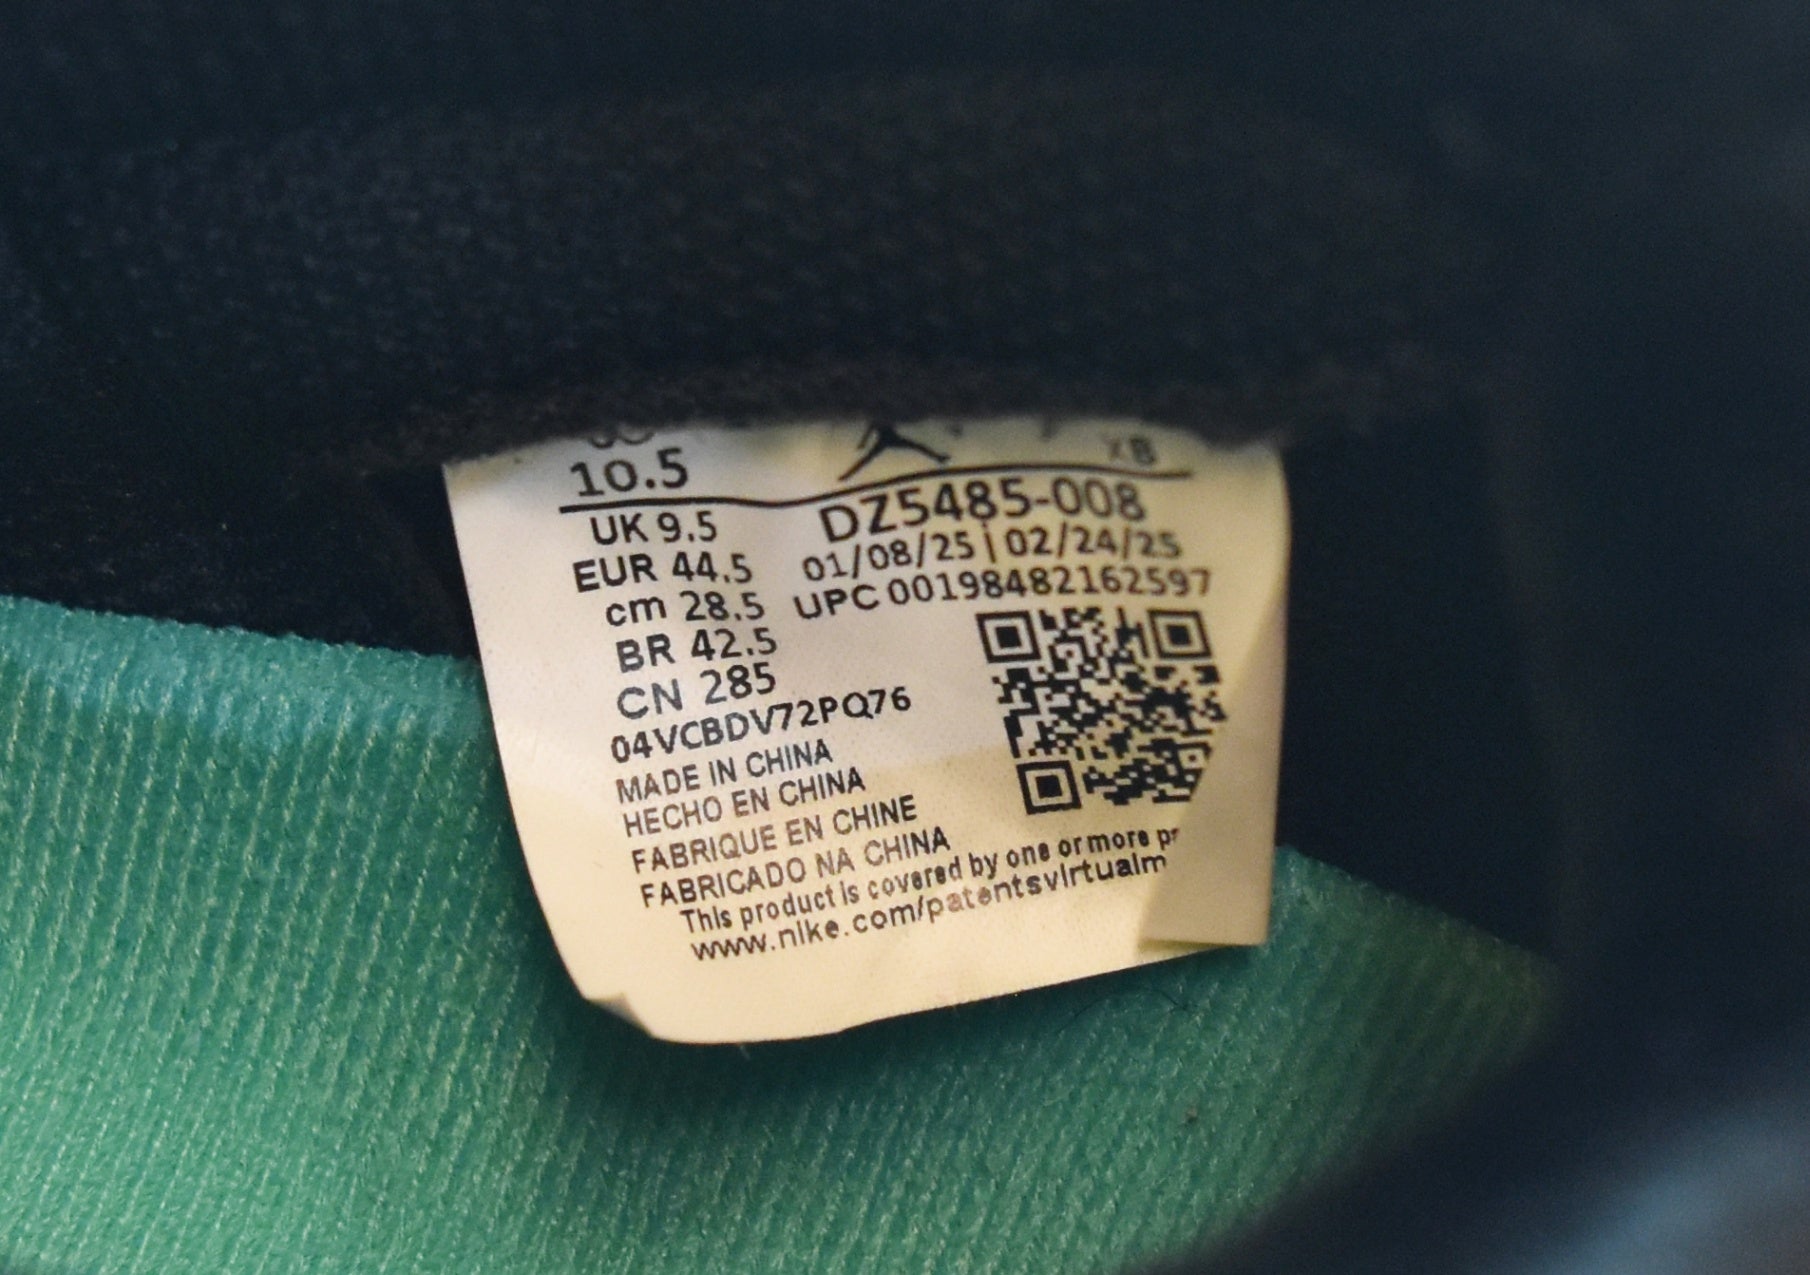 10.5 XB
UK 9.5
EUR 44.5
cm 28.5
BR 42.5
CN 285
DZ5485-008
01/08/25 | 02/24/25
UPC 00198482162597
04VCBDV72PQ76
MADE IN CHINA
HECHO EN CHINA
FABRIQUE EN CHINE
FABRICADO NA CHINA
This product is covered by one or more
www.nike.com/patentsvirtualm